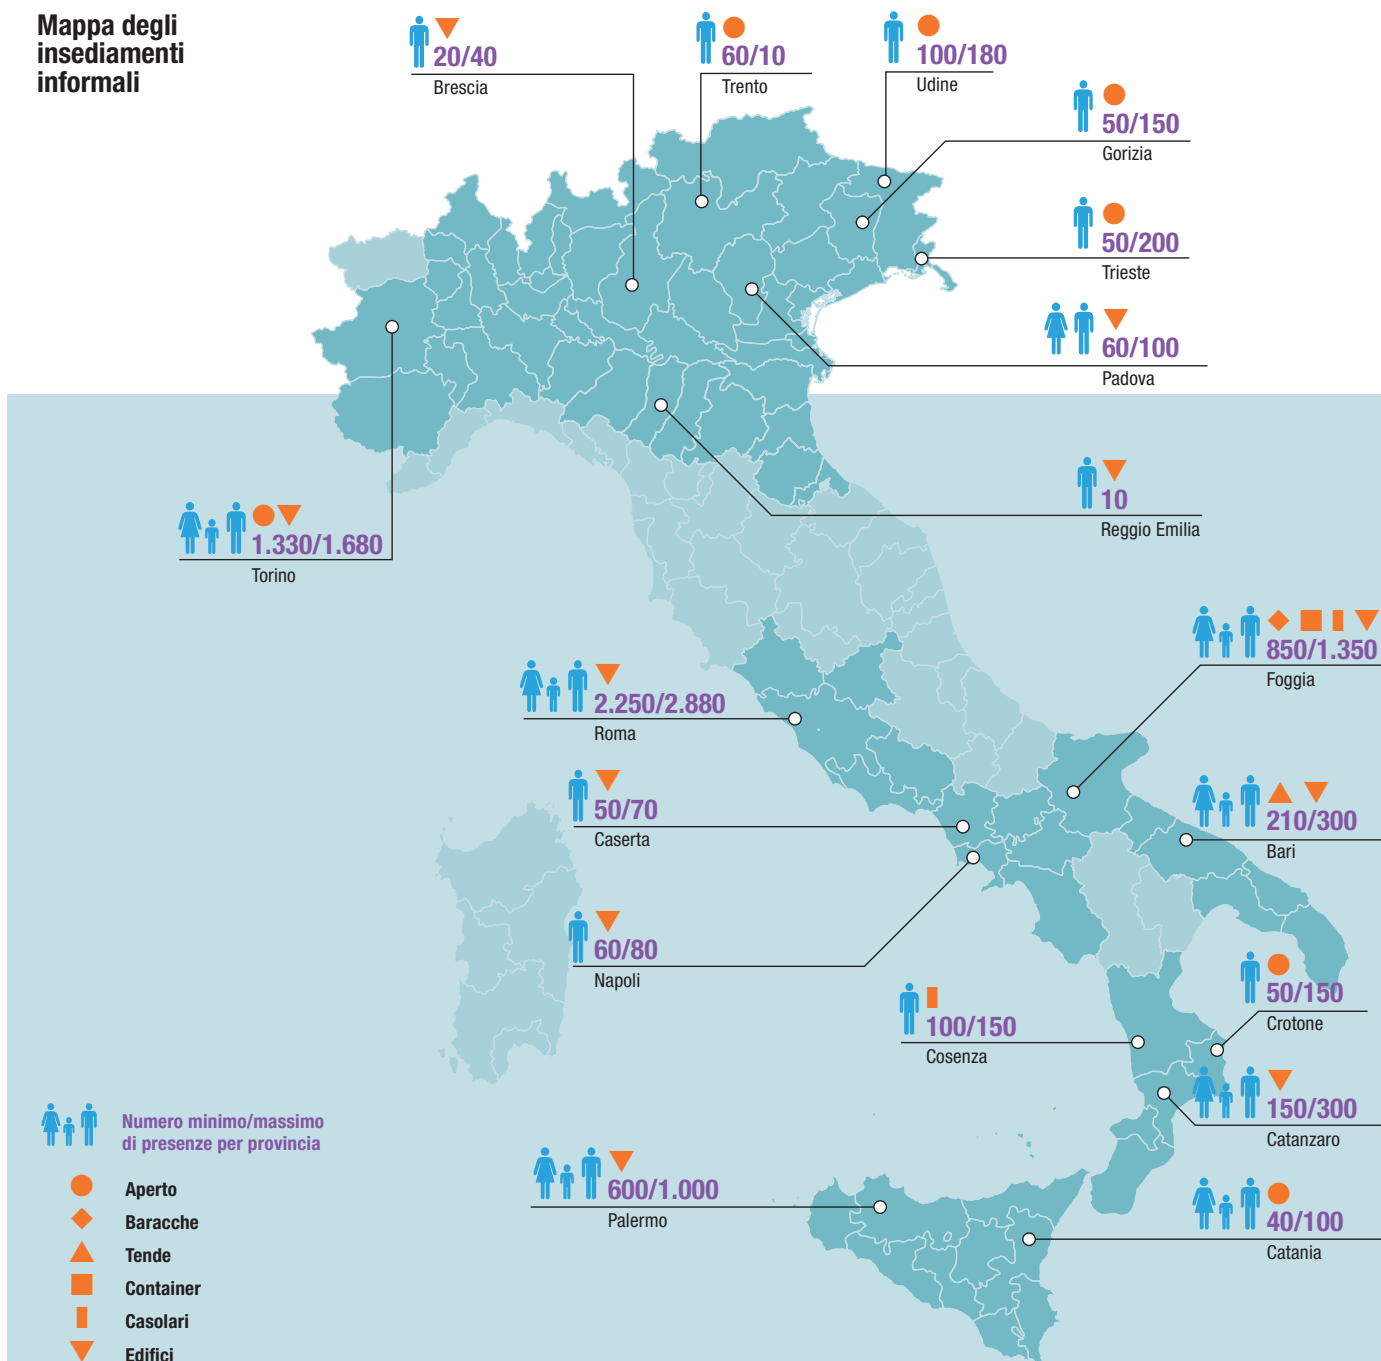 Mappa degli
insediamenti
informali
20/40
Brescia
60/10
Trento
100/180
Udine
50/150
Gorizia
50/200
Trieste
60/100
Padova
10
Reggio Emilia
1.330/1.680
Torino
850/1.350
Foggia
2.250/2.880
Roma
50/70
Caserta
210/300
Bari
60/80
Napoli
50/150
Crotone
100/150
Cosenza
150/300
Catanzaro
600/1.000
Palermo
40/100
Catania
Numero minimo/massimo
di presenze per provincia
Aperto
Baracche
Tende
Container
Casolari
Edifici